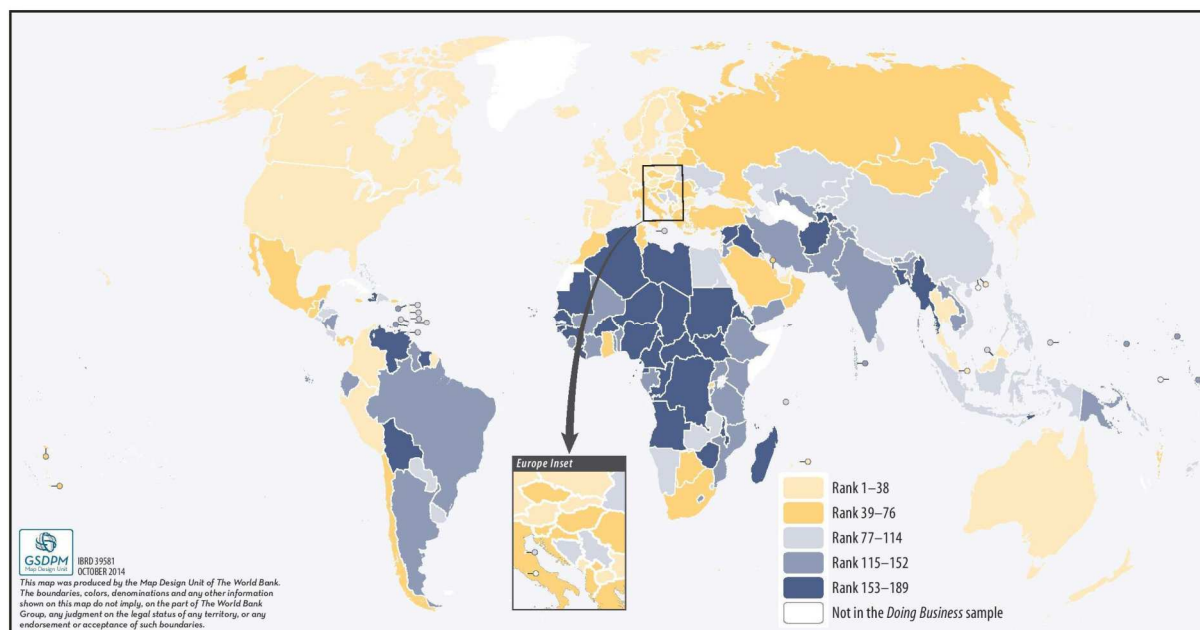 Europe Inset
Rank 1–38
Rank 39–76
Rank 77–114
Rank 115–152
Rank 153–189
Not in the Doing Business sample
GSDPM
Map Design Unit
IBRD 39581
OCTOBER 2014
This map was produced by the Map Design Unit of The World Bank.
The boundaries, colors, denominations and any other information
shown on this map do not imply, on the part of The World Bank
Group, any judgment on the legal status of any territory, or any
endorsement or acceptance of such boundaries.